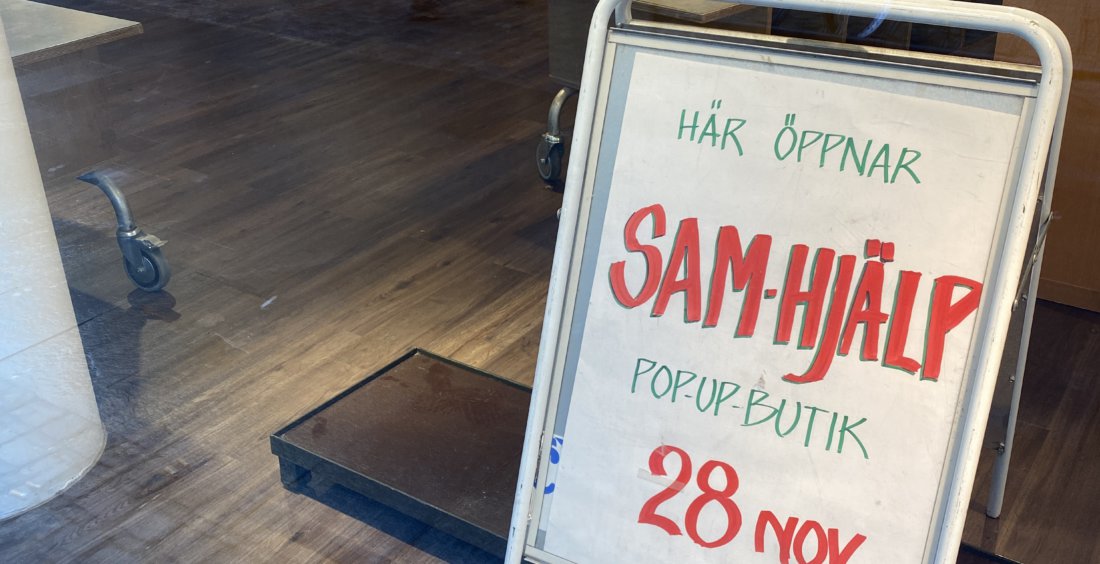 HÄR ÖPPNAR
SAM-HJÄLP
POP-UP-BUTIK
28 NOV